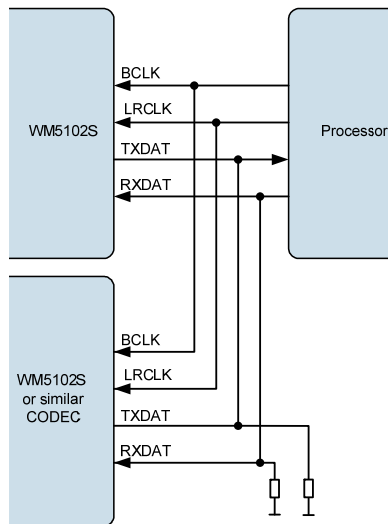 BCLK
LRCLK
WM5102S
Processor
TXDAT
RXDAT
BCLK
LRCLK
WM5102S
or similar
CODEC
TXDAT
RXDAT